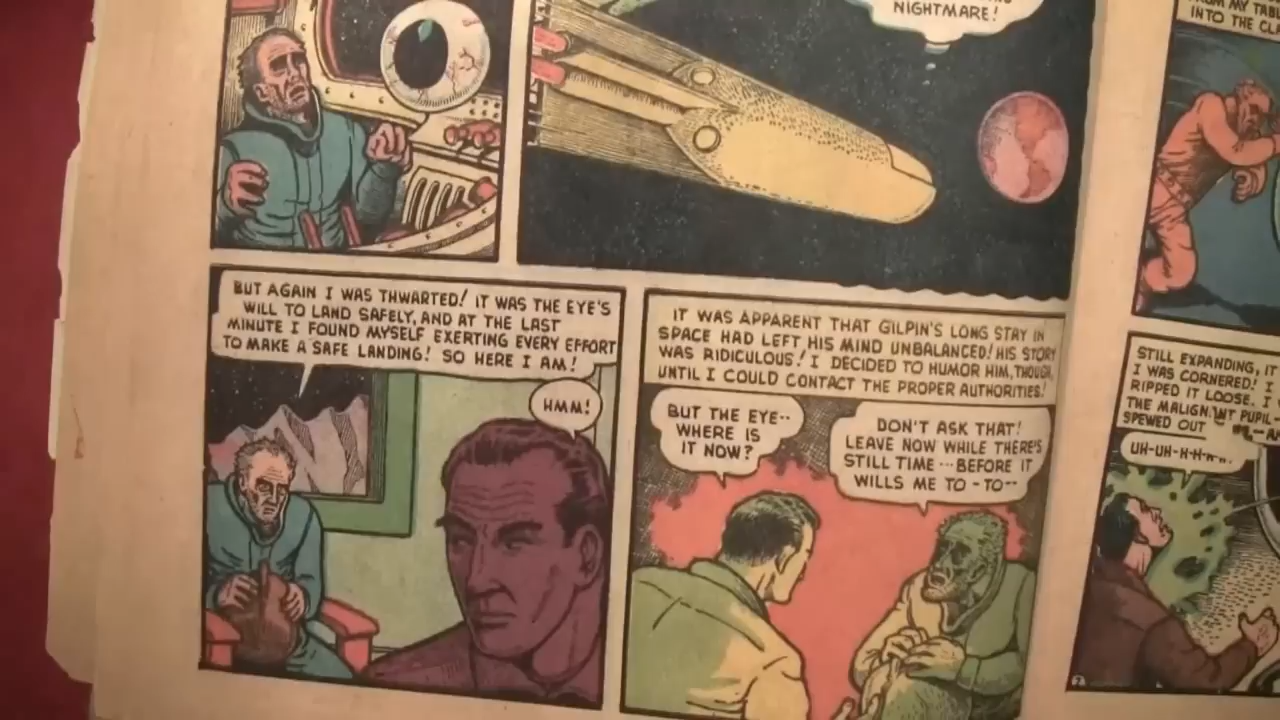 NIGHTMARE!
FROM MY TABL
INTO THE CL
BUT AGAIN I WAS THWARTED! IT WAS THE EYE'S
WILL TO LAND SAFELY, AND AT THE LAST
MINUTE I FOUND MYSELF EXERTING EVERY EFFORT
TO MAKE A SAFE LANDING! SO HERE I AM!
HMM!
IT WAS APPARENT THAT GILPIN'S LONG STAY IN
SPACE HAD LEFT HIS MIND UNBALANCED! HIS STORY
WAS RIDICULOUS! I DECIDED TO HUMOR HIM, THOUGH,
UNTIL I COULD CONTACT THE PROPER AUTHORITIES!
BUT THE EYE--
WHERE IS
IT NOW?
DON'T ASK THAT!
LEAVE NOW WHILE THERE'S
STILL TIME --- BEFORE IT
WILLS ME TO - TO--
STILL EXPANDING, IT
I WAS CORNERED! I
RIPPED IT LOOSE. I
THE MALIGNANT PUPIL-
SPEWED OUT
UH-UH-H-H-H.